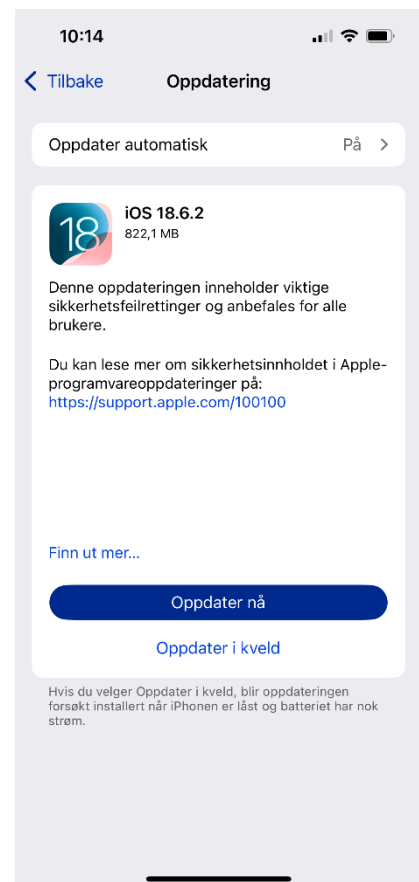 10:14
Tilbake
Oppdatering
Oppdater automatisk
På
18
iOS 18.6.2
822,1 MB
Denne oppdateringen inneholder viktige
sikkerhetsfeilrettinger og anbefales for alle
brukere.
Du kan lese mer om sikkerhetsinnholdet i Apple-
programvareoppdateringer på:
https://support.apple.com/100100
Finn ut mer...
Oppdater nå
Oppdater i kveld
Hvis du velger Oppdater i kveld, blir oppdateringen
forsøkt installert når iPhonen er låst og batteriet har nok
strøm.